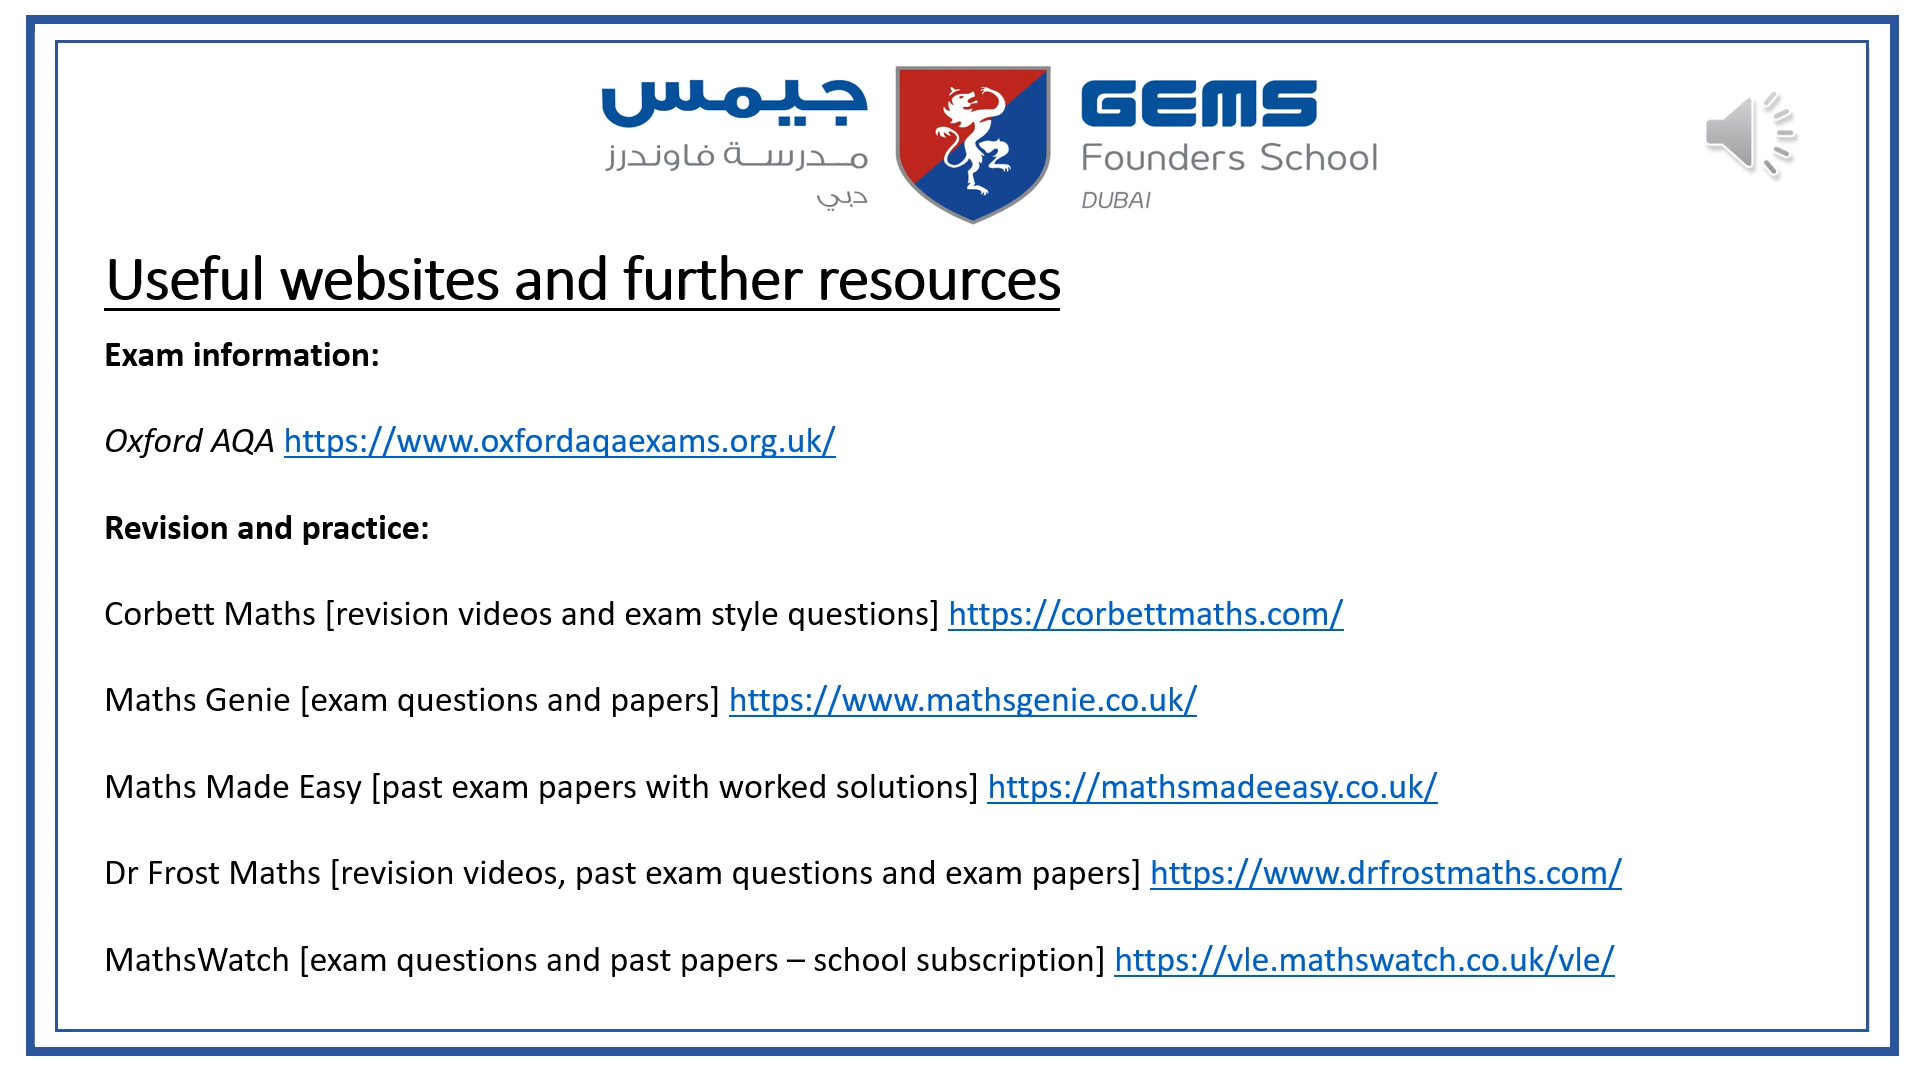 جيمس
مدرسة فاوندرز
دبي
GEMS
Founders School
DUBAI
Useful websites and further resources
Exam information:
Oxford AQA https://www.oxfordaqaexams.org.uk/
Revision and practice:
Corbett Maths [revision videos and exam style questions] https://corbettmaths.com/
Maths Genie [exam questions and papers] https://www.mathsgenie.co.uk/
Maths Made Easy [past exam papers with worked solutions] https://mathsmadeeasy.co.uk/
Dr Frost Maths [revision videos, past exam questions and exam papers] https://www.drfrostmaths.com/
MathsWatch [exam questions and past papers – school subscription] https://vle.mathswatch.co.uk/vle/